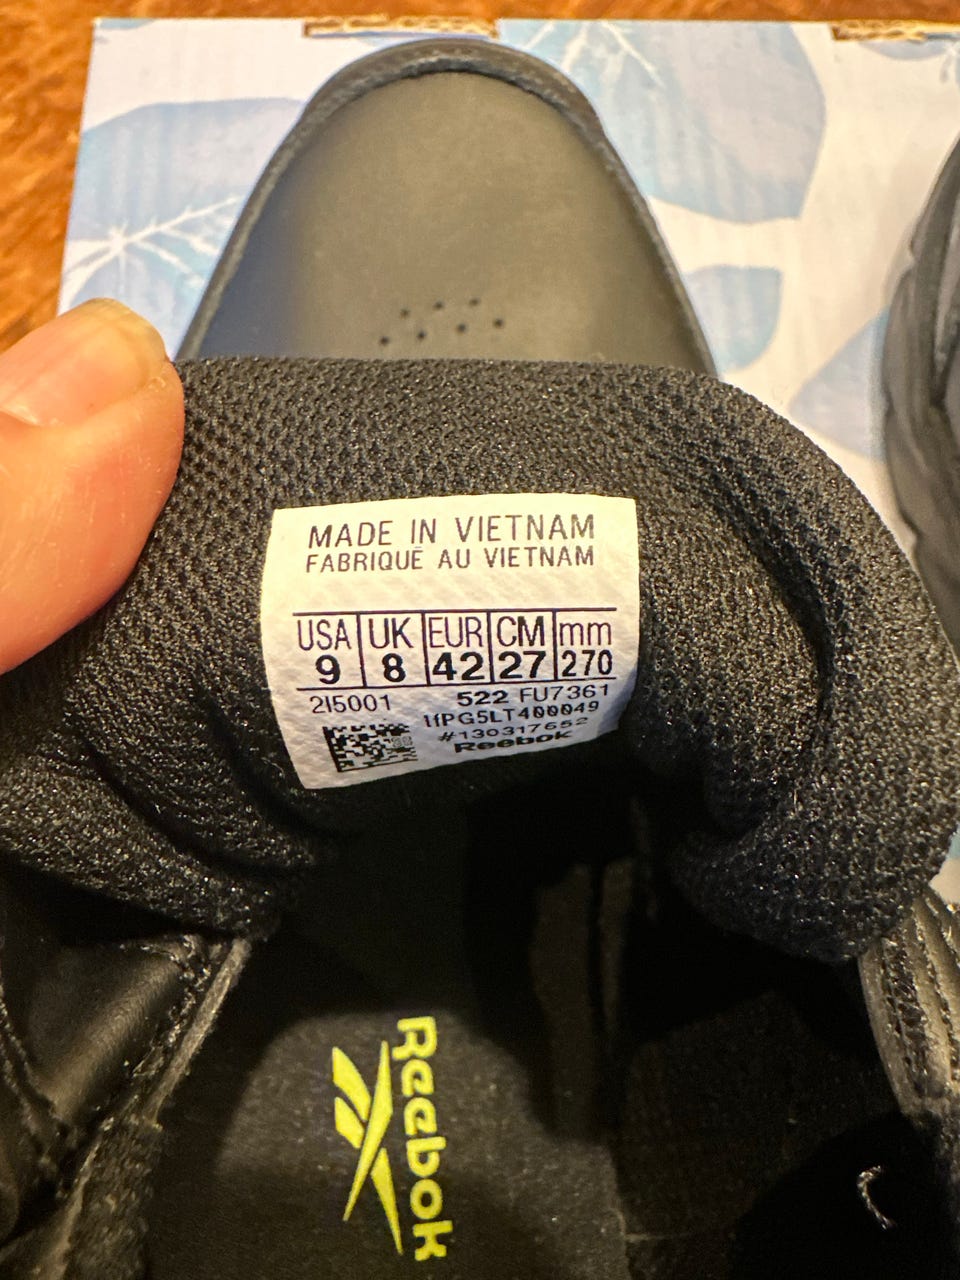 MADE IN VIETNAM
FABRIQUÉ AU VIETNAM
USA UK EUR CM mm
9 8 42 27 270
2I5001 522 FU7361
1fPG5LT400049
#130317652
Reebok
Reebok